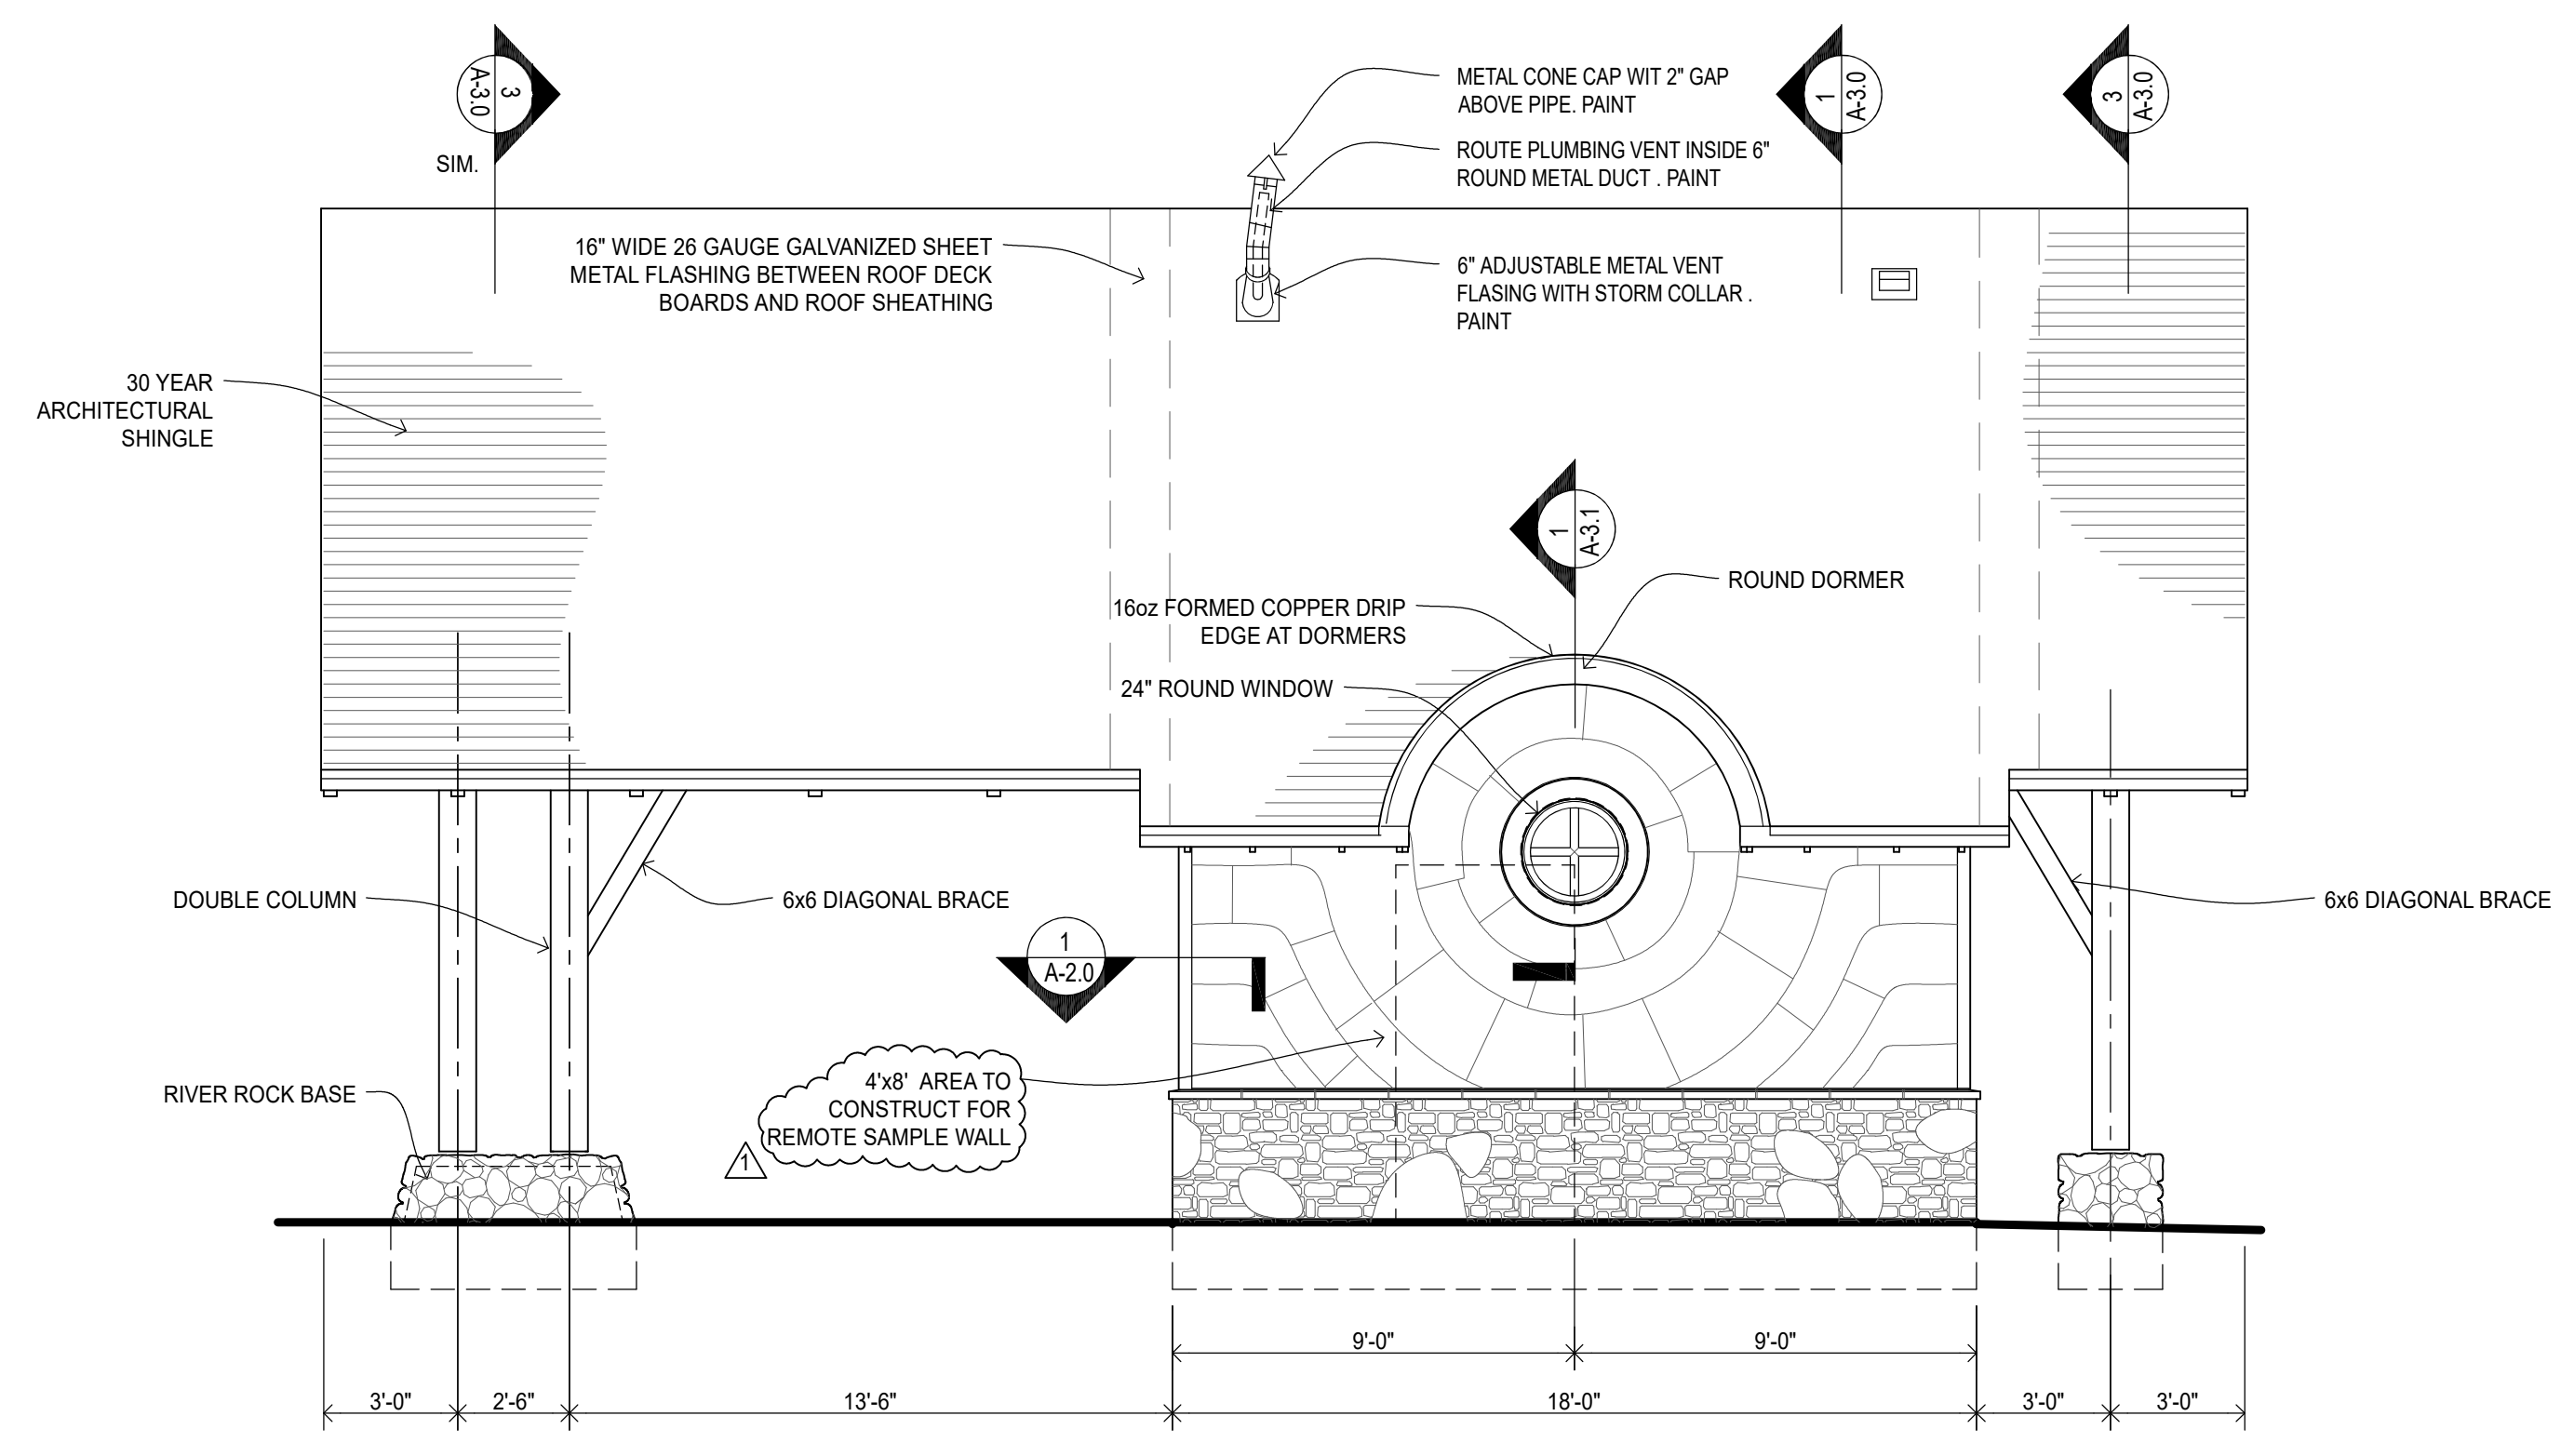 3
A-3.0
SIM.
METAL CONE CAP WIT 2" GAP
ABOVE PIPE. PAINT
ROUTE PLUMBING VENT INSIDE 6"
ROUND METAL DUCT . PAINT
1
A-3.0
3
A-3.0
16" WIDE 26 GAUGE GALVANIZED SHEET
METAL FLASHING BETWEEN ROOF DECK
BOARDS AND ROOF SHEATHING
6" ADJUSTABLE METAL VENT
FLASING WITH STORM COLLAR .
PAINT
30 YEAR
ARCHITECTURAL
SHINGLE
1
A-3.1
ROUND DORMER
16oz FORMED COPPER DRIP
EDGE AT DORMERS
24" ROUND WINDOW
DOUBLE COLUMN
6x6 DIAGONAL BRACE
6x6 DIAGONAL BRACE
1
A-2.0
4'x8' AREA TO
CONSTRUCT FOR
REMOTE SAMPLE WALL
1
RIVER ROCK BASE
9'-0"
9'-0"
3'-0"
2'-6"
13'-6"
18'-0"
3'-0"
3'-0"